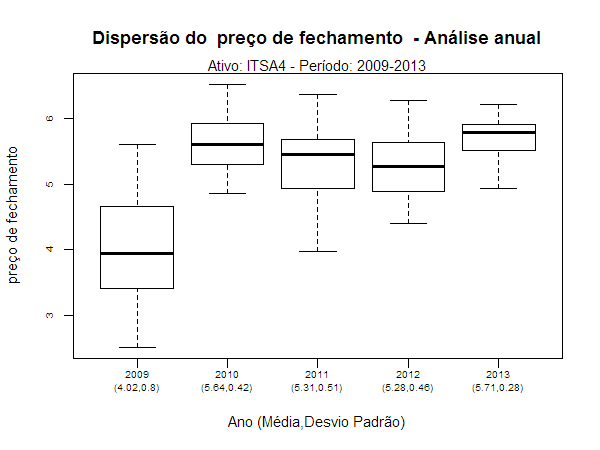 Dispersão do  preço de fechamento  - Análise anual
Ativo: ITSA4 - Período: 2009-2013
preço de fechamento
6
5
4
3
2009 2010 2011 2012 2013
(4.02,0.8) (5.64,0.42) (5.31,0.51) (5.28,0.46) (5.71,0.28)
Ano (Média,Desvio Padrão)